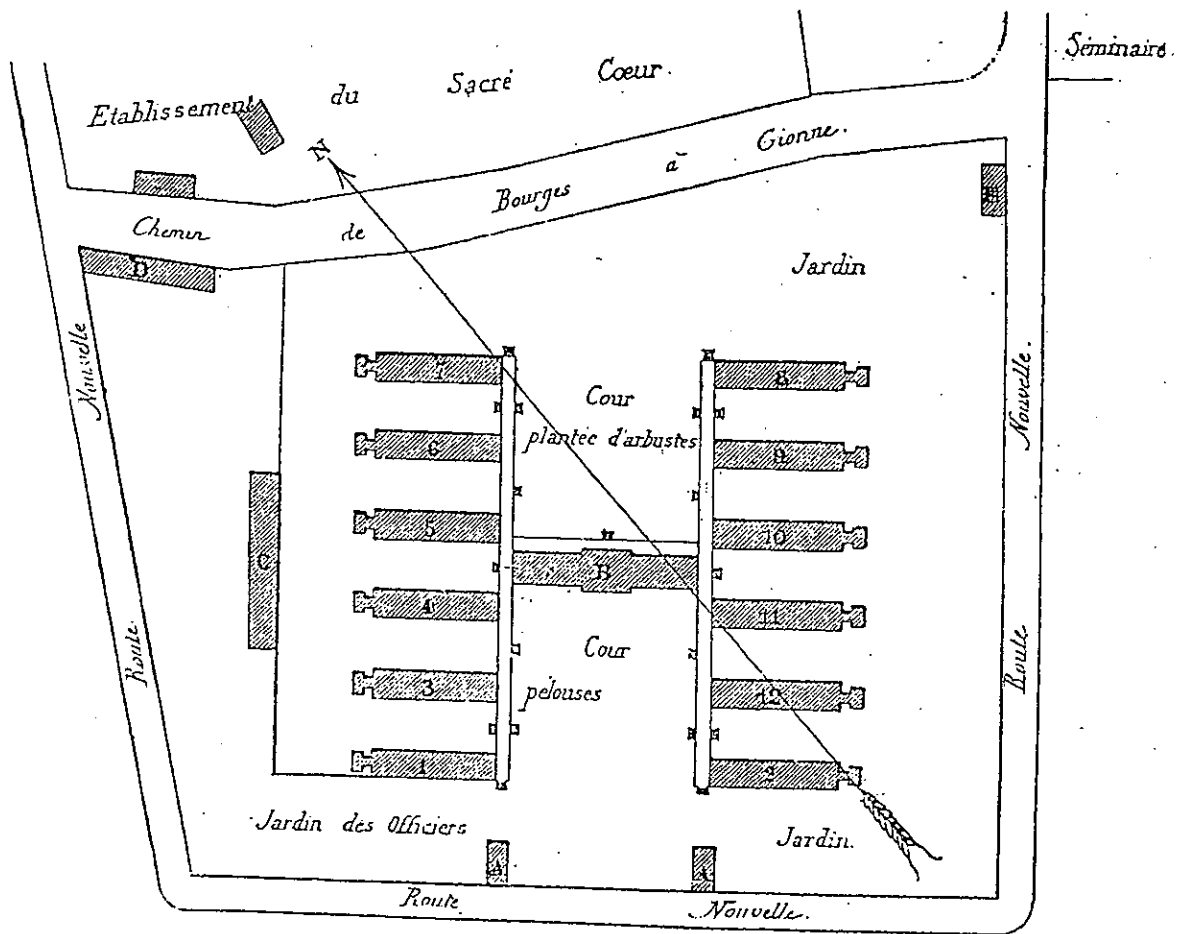 Séminaire.
Etablissement du Sacré Cœur.
N
Chemin de Bourges à Gionne.
D
Jardin
Nouvelle
Nouvelle.
7
8
Cour
plantée d'arbustes
6
9
5
10
C
B
4
11
Cour
pelouses
3
12
Route
Route
1
2
Jardin des Officiers
Jardin.
A
A
Route Nouvelle.